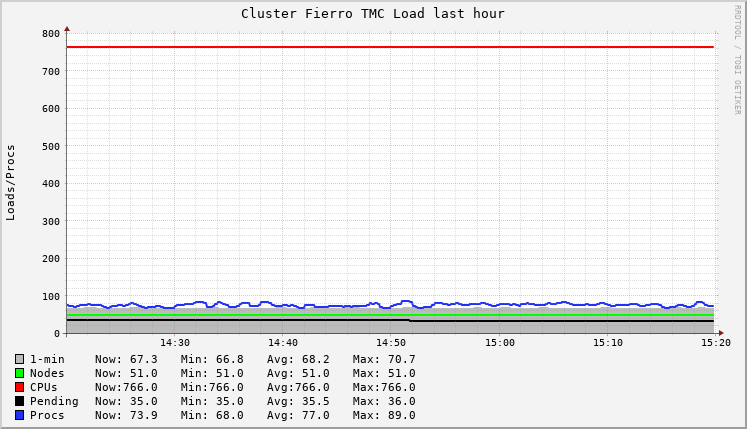 Cluster Fierro TMC Load last hour
RRDTOOL / TOBI OETIKER
Loads/Procs
800
700
600
500
400
300
200
100
0
14:30 14:40 14:50 15:00 15:10 15:20
1-min Now: 67.3 Min: 66.8 Avg: 68.2 Max: 70.7
Nodes Now: 51.0 Min: 51.0 Avg: 51.0 Max: 51.0
CPUs Now:766.0 Min:766.0 Avg:766.0 Max:766.0
Pending Now: 35.0 Min: 35.0 Avg: 35.5 Max: 36.0
Procs Now: 73.9 Min: 68.0 Avg: 77.0 Max: 89.0